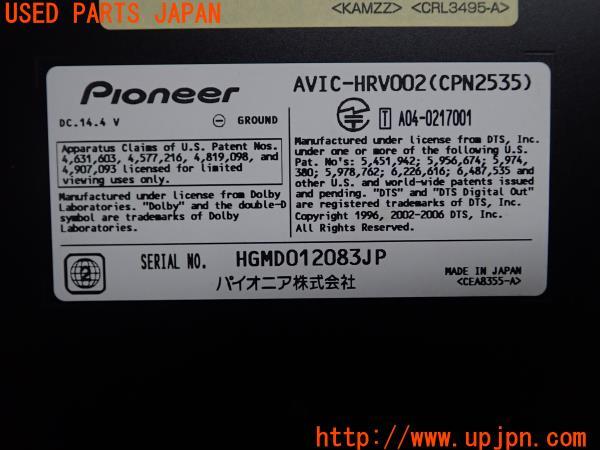 USED PARTS JAPAN
<KAMZZ> <CRL3495-A>
Pioneer
AVIC-HRV002(CPN2535)
DC.14.4 V
GROUND
T A04-0217001
Apparatus Claims of U.S. Patent Nos.
4,631,603, 4,577,216, 4,819,098, and
4,907,093 licensed for limited
viewing uses only.
Manufactured under license from Dolby
Laboratories. "Dolby" and the double-D
symbol are trademarks of Dolby
Laboratories.
Manufactured under license from DTS, Inc.
under one or more of the following U.S.
Pat. No's: 5,451,942; 5,956,674; 5,974,
380; 5,978,762; 6,226,616; 6,487,535 and
other U.S. and world-wide patents issued
and pending. "DTS" and "DTS Digital Out"
are registered trademarks of DTS, Inc.
Copyright 1996, 2002-2006 DTS, Inc.
All Rights Reserved.
2
SERIAL NO. HGMD012083JP
パイオニア株式会社
MADE IN JAPAN
<CEA8355-A>
http://www.upjpn.com